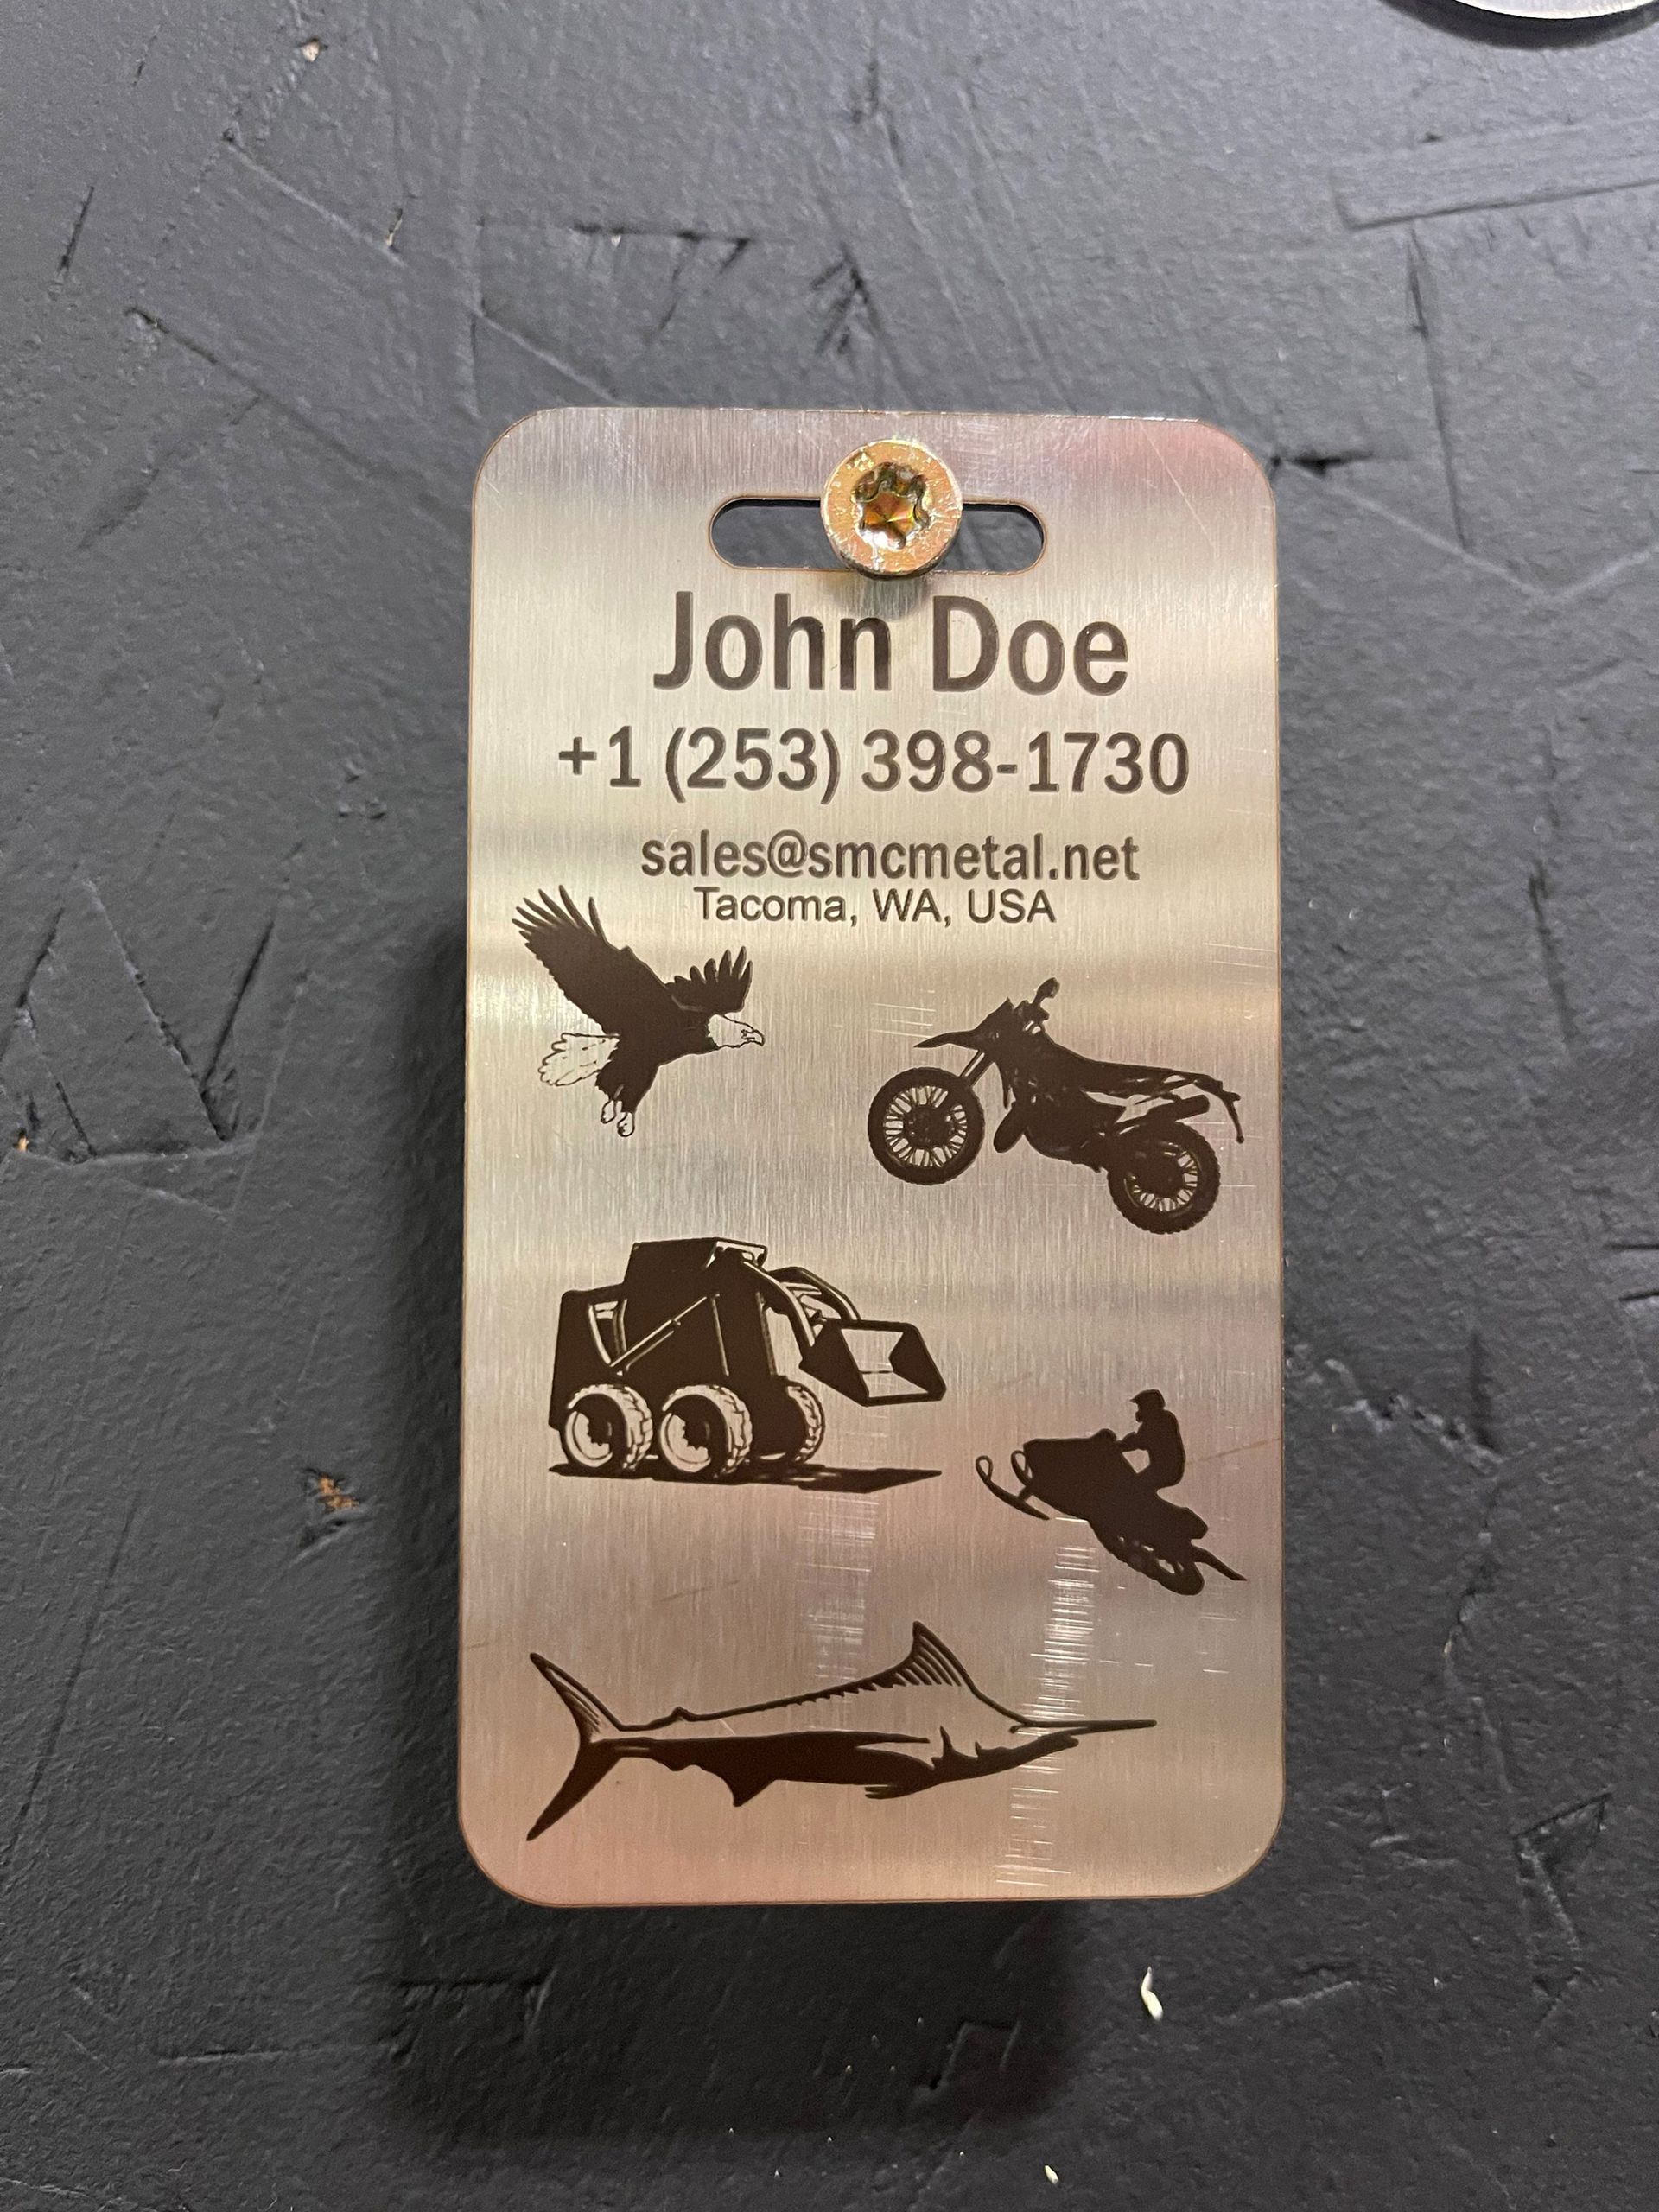 John Doe
+1 (253) 398-1730
sales@smcmetal.net
Tacoma, WA, USA